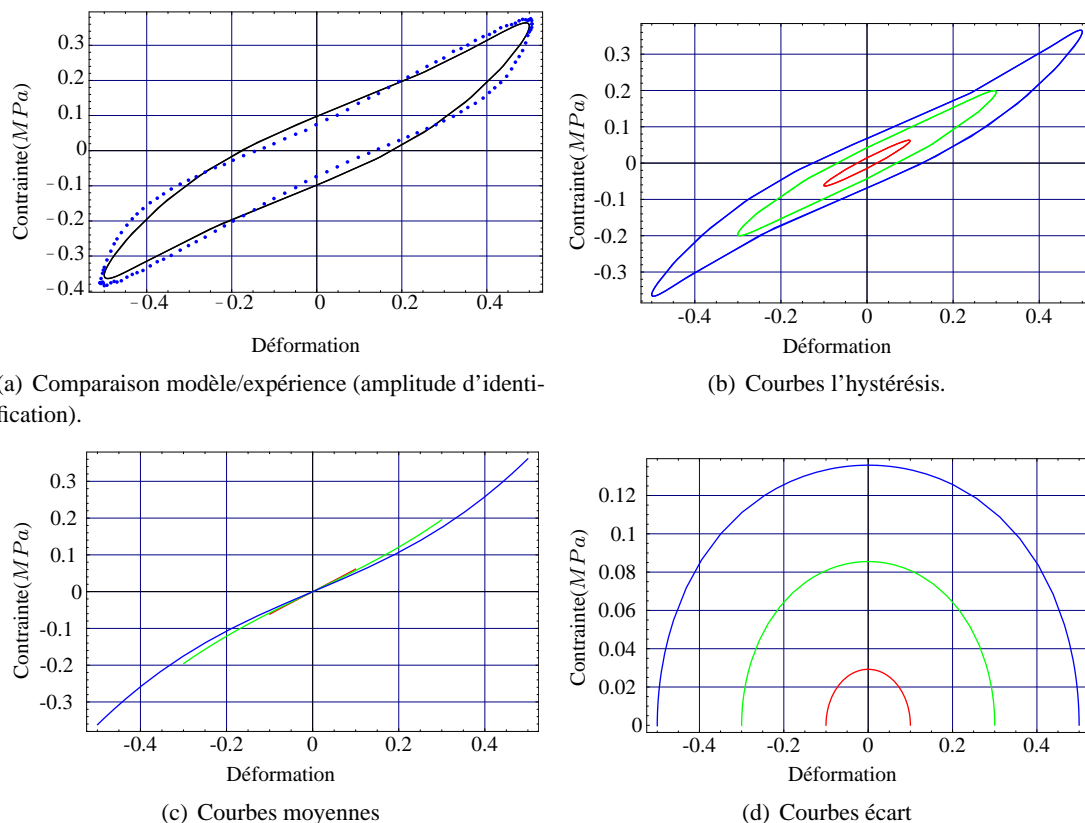 0.3
0.2
0.1
0
-0.1
-0.2
-0.3
-0.4
Contrainte(MPa)
-0.4 -0.2 0 0.2 0.4
Déformation
(a) Comparaison modèle/expérience (amplitude d'identi-
fication).
0.3
0.2
0.1
0
-0.1
-0.2
-0.3
Contrainte(MPa)
-0.4 -0.2 0 0.2 0.4
Déformation
(b) Courbes l'hystérésis.
0.3
0.2
0.1
0
-0.1
-0.2
-0.3
Contrainte(MPa)
-0.4 -0.2 0 0.2 0.4
Déformation
(c) Courbes moyennes
0.12
0.1
0.08
0.06
0.04
0.02
0
Contrainte(MPa)
-0.4 -0.2 0 0.2 0.4
Déformation
(d) Courbes écart